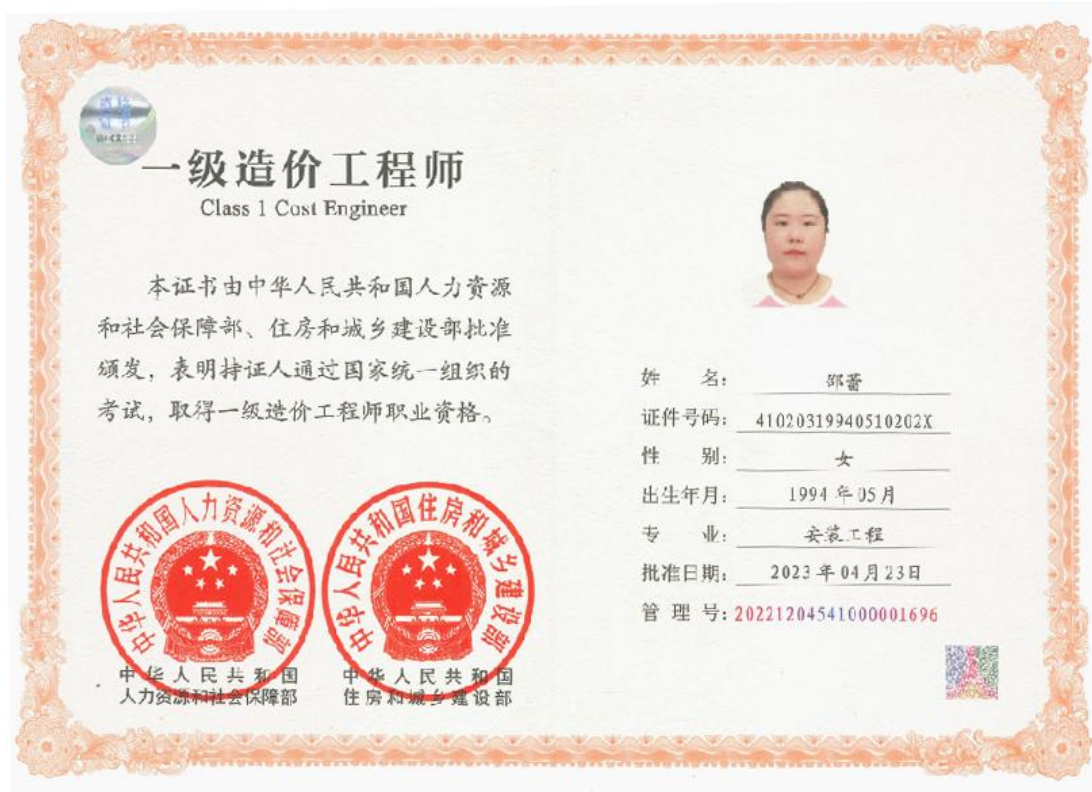 一级造价工程师
Class 1 Cost Engineer
本证书由中华人民共和国人力资源
和社会保障部、住房和城乡建设部批准
颁发，表明持证人通过国家统一组织的
考试，取得一级造价工程师职业资格。
中华人民共和国人力资源和社会保障部
中华人民共和国住房和城乡建设部
中华人民共和国
人力资源和社会保障部
中华人民共和国
住房和城乡建设部
姓 名： 邵蕾
证件号码： 41020319940510202X
性 别： 女
出生年月： 1994年05月
专 业： 安装工程
批准日期： 2023年04月23日
管 理 号：20221204541000001696